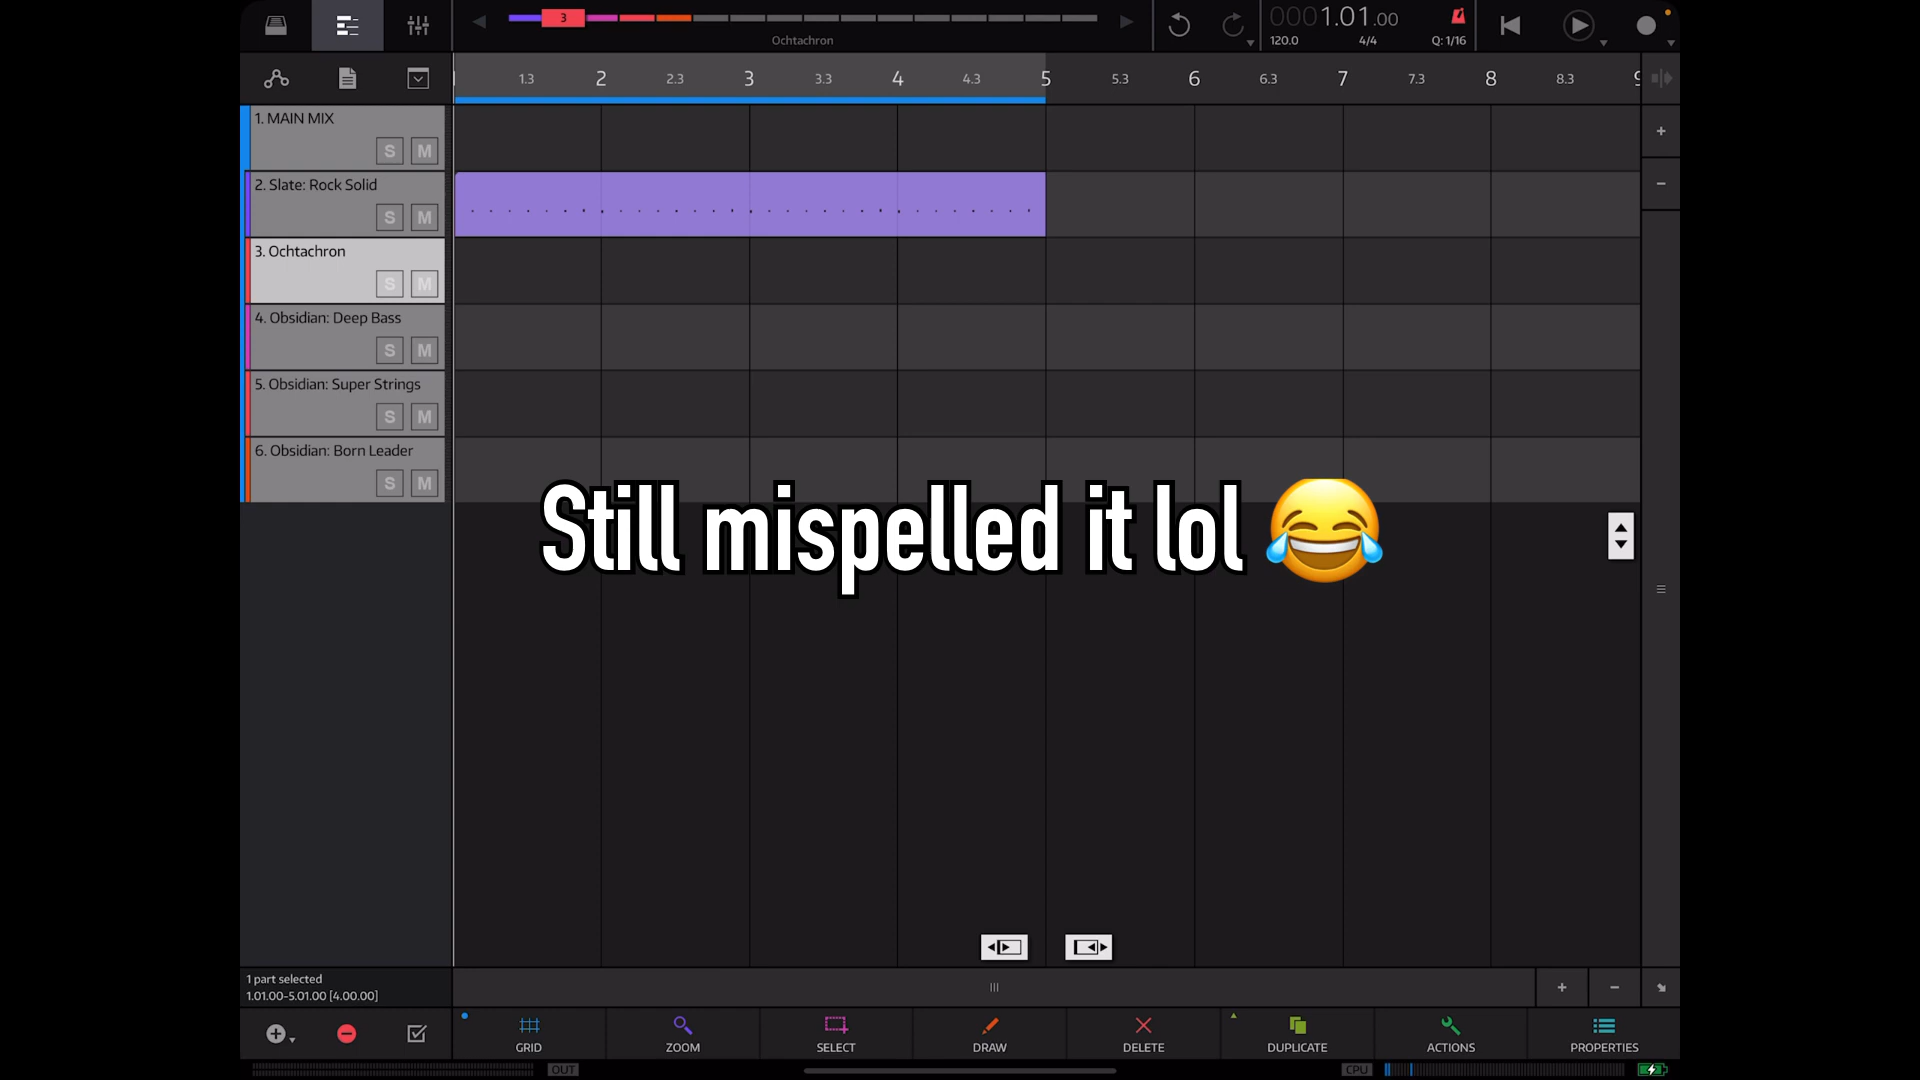 3
Ochtachron
0001.01.00
120.0
4/4
Q: 1/16
1.3 2 2.3 3 3.3 4 4.3 5 5.3 6 6.3 7 7.3 8 8.3 9
1. MAIN MIX
S M
2. Slate: Rock Solid
S M
3. Ochtachron
S M
4. Obsidian: Deep Bass
S M
5. Obsidian: Super Strings
S M
6. Obsidian: Born Leader
S M
Still mispelled it lol 😂
1 part selected
1.01.00-5.01.00 [4.00.00]
GRID
ZOOM
SELECT
DRAW
DELETE
DUPLICATE
ACTIONS
PROPERTIES
OUT
CPU